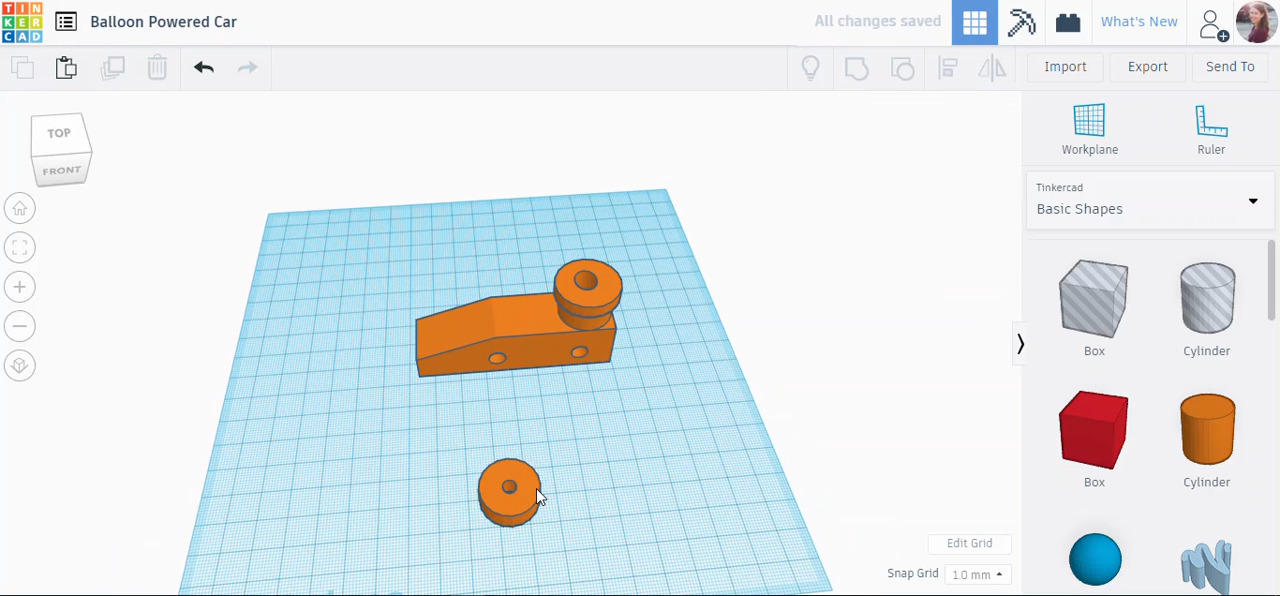 TIN
KER
CAD
Balloon Powered Car
All changes saved
What's New
Import
Export
Send To
TOP
FRONT
Workplane
Ruler
Tinkercad
Basic Shapes
Box
Cylinder
Box
Cylinder
Edit Grid
Snap Grid
1.0 mm